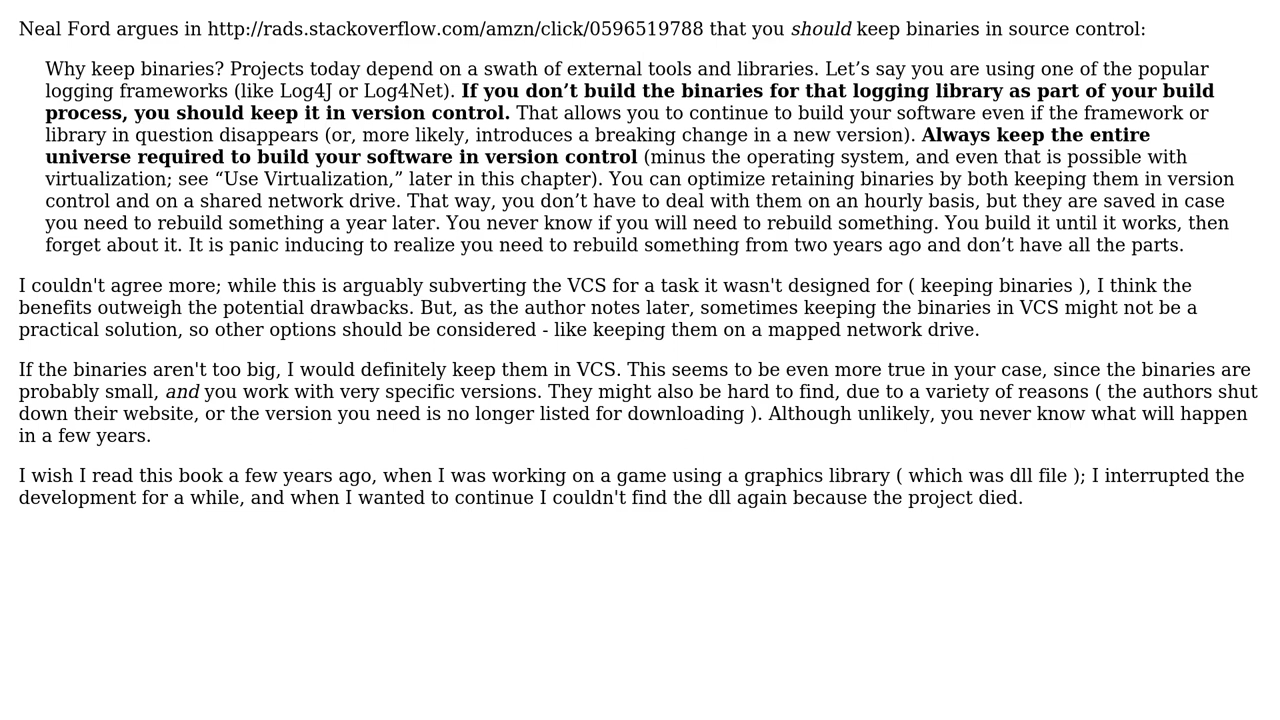 Neal Ford argues in http://rads.stackoverflow.com/amzn/click/0596519788 that you should keep binaries in source control:
Why keep binaries? Projects today depend on a swath of external tools and libraries. Let’s say you are using one of the popular
logging frameworks (like Log4J or Log4Net). If you don’t build the binaries for that logging library as part of your build
process, you should keep it in version control. That allows you to continue to build your software even if the framework or
library in question disappears (or, more likely, introduces a breaking change in a new version). Always keep the entire
universe required to build your software in version control (minus the operating system, and even that is possible with
virtualization; see “Use Virtualization,” later in this chapter). You can optimize retaining binaries by both keeping them in version
control and on a shared network drive. That way, you don’t have to deal with them on an hourly basis, but they are saved in case
you need to rebuild something a year later. You never know if you will need to rebuild something. You build it until it works, then
forget about it. It is panic inducing to realize you need to rebuild something from two years ago and don’t have all the parts.
I couldn't agree more; while this is arguably subverting the VCS for a task it wasn't designed for ( keeping binaries ), I think the
benefits outweigh the potential drawbacks. But, as the author notes later, sometimes keeping the binaries in VCS might not be a
practical solution, so other options should be considered - like keeping them on a mapped network drive.
If the binaries aren't too big, I would definitely keep them in VCS. This seems to be even more true in your case, since the binaries are
probably small, and you work with very specific versions. They might also be hard to find, due to a variety of reasons ( the authors shut
down their website, or the version you need is no longer listed for downloading ). Although unlikely, you never know what will happen
in a few years.
I wish I read this book a few years ago, when I was working on a game using a graphics library ( which was dll file ); I interrupted the
development for a while, and when I wanted to continue I couldn't find the dll again because the project died.